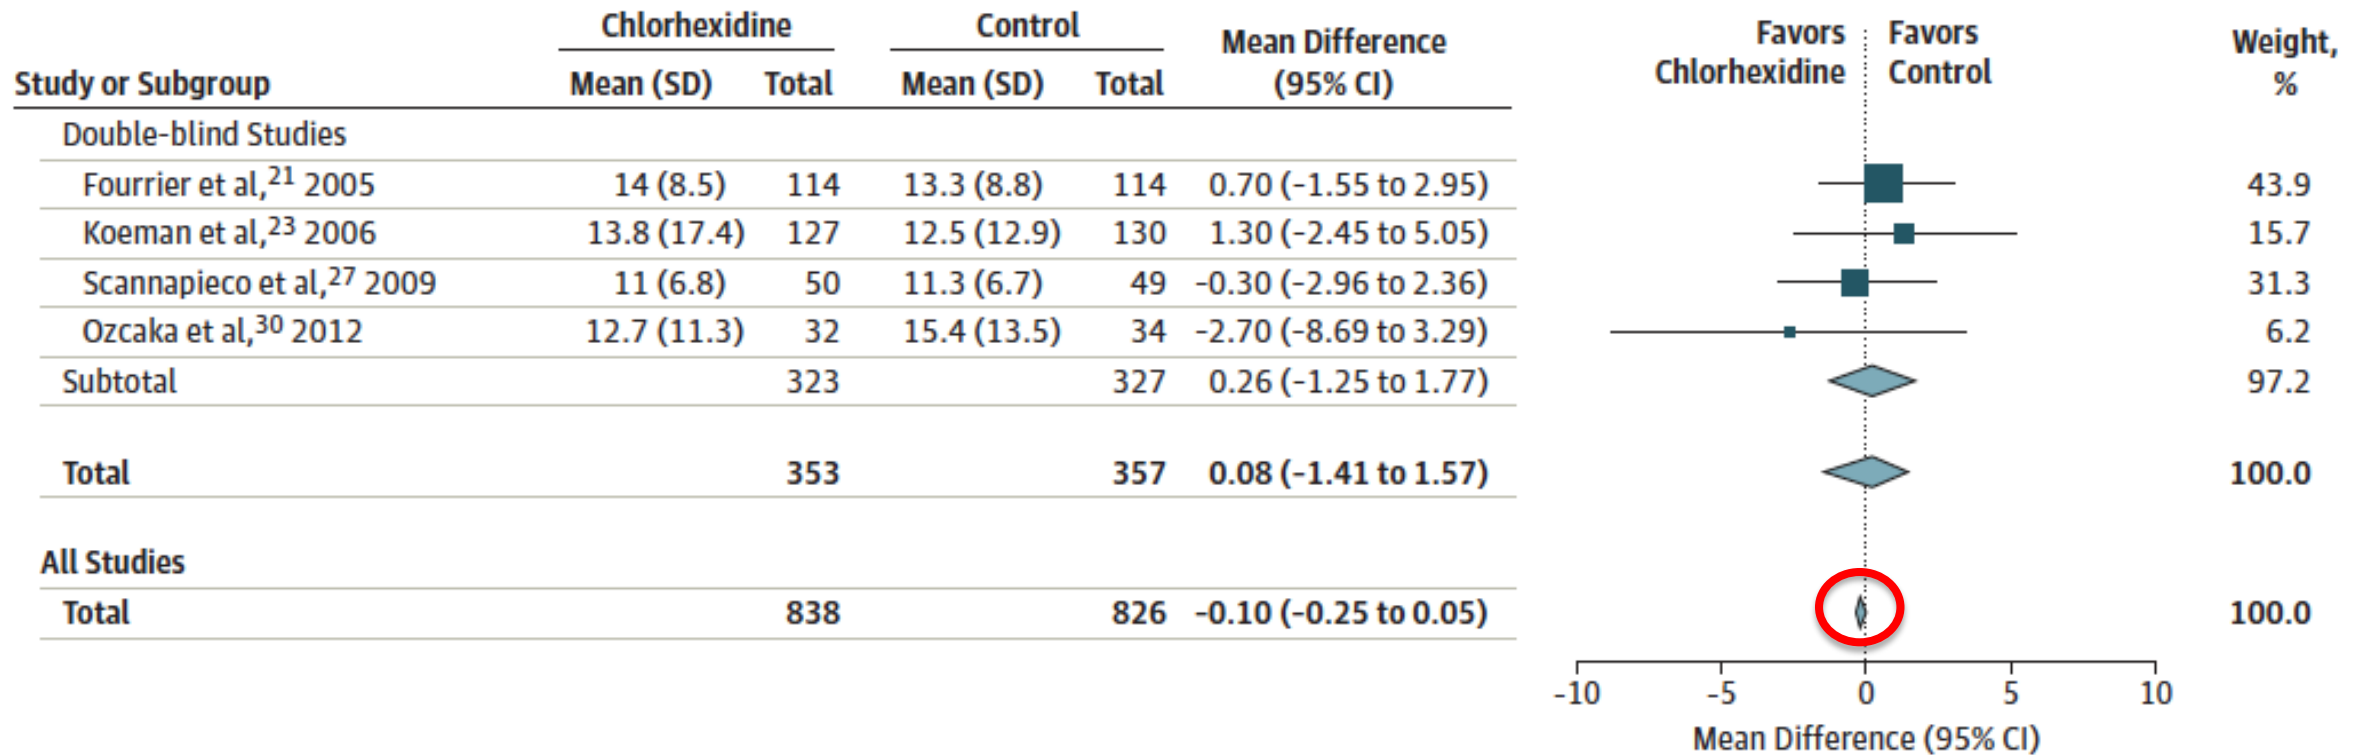 Chlorhexidine Control Mean Difference Favors Favors Weight,
Study or Subgroup Mean (SD) Total Mean (SD) Total (95% CI) Chlorhexidine Control %
Double-blind Studies
Fourrier et al,21 2005 14 (8.5) 114 13.3 (8.8) 114 0.70 (−1.55 to 2.95) 43.9
Koeman et al,23 2006 13.8 (17.4) 127 12.5 (12.9) 130 1.30 (−2.45 to 5.05) 15.7
Scannapieco et al,27 2009 11 (6.8) 50 11.3 (6.7) 49 −0.30 (−2.96 to 2.36) 31.3
Ozcaka et al,30 2012 12.7 (11.3) 32 15.4 (13.5) 34 −2.70 (−8.69 to 3.29) 6.2
Subtotal 323 327 0.26 (−1.25 to 1.77) 97.2
Total 353 357 0.08 (−1.41 to 1.57) 100.0
All Studies
Total 838 826 −0.10 (−0.25 to 0.05) 100.0
-10 -5 0 5 10
Mean Difference (95% CI)